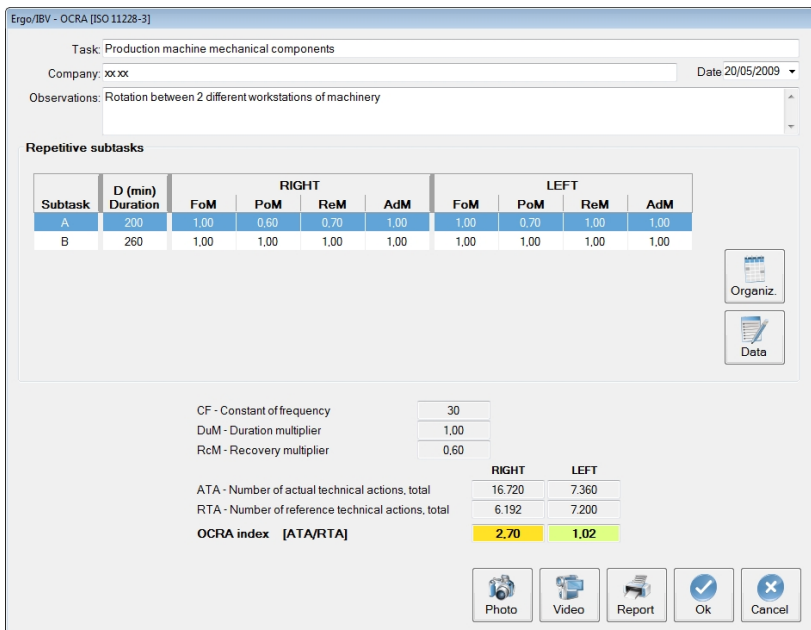 Ergo/IBV - OCRA [ISO 11228-3]
Task: Production machine mechanical components
Company: xx xx Date 20/05/2009
Observations: Rotation between 2 different workstations of machinery
Repetitive subtasks
RIGHT LEFT
D (min)
Subtask Duration FoM PoM ReM AdM FoM PoM ReM AdM
A 200 1,00 0,60 0,70 1,00 1,00 0,70 1,00 1,00
B 260 1,00 1,00 1,00 1,00 1,00 1,00 1,00 1,00
Organiz.
Data
CF - Constant of frequency 30
DuM - Duration multiplier 1,00
RcM - Recovery multiplier 0,60
RIGHT LEFT
ATA - Number of actual technical actions, total 16.720 7.360
RTA - Number of reference technical actions, total 6.192 7.200
OCRA index [ATA/RTA] 2,70 1,02
Photo Video Report Ok Cancel